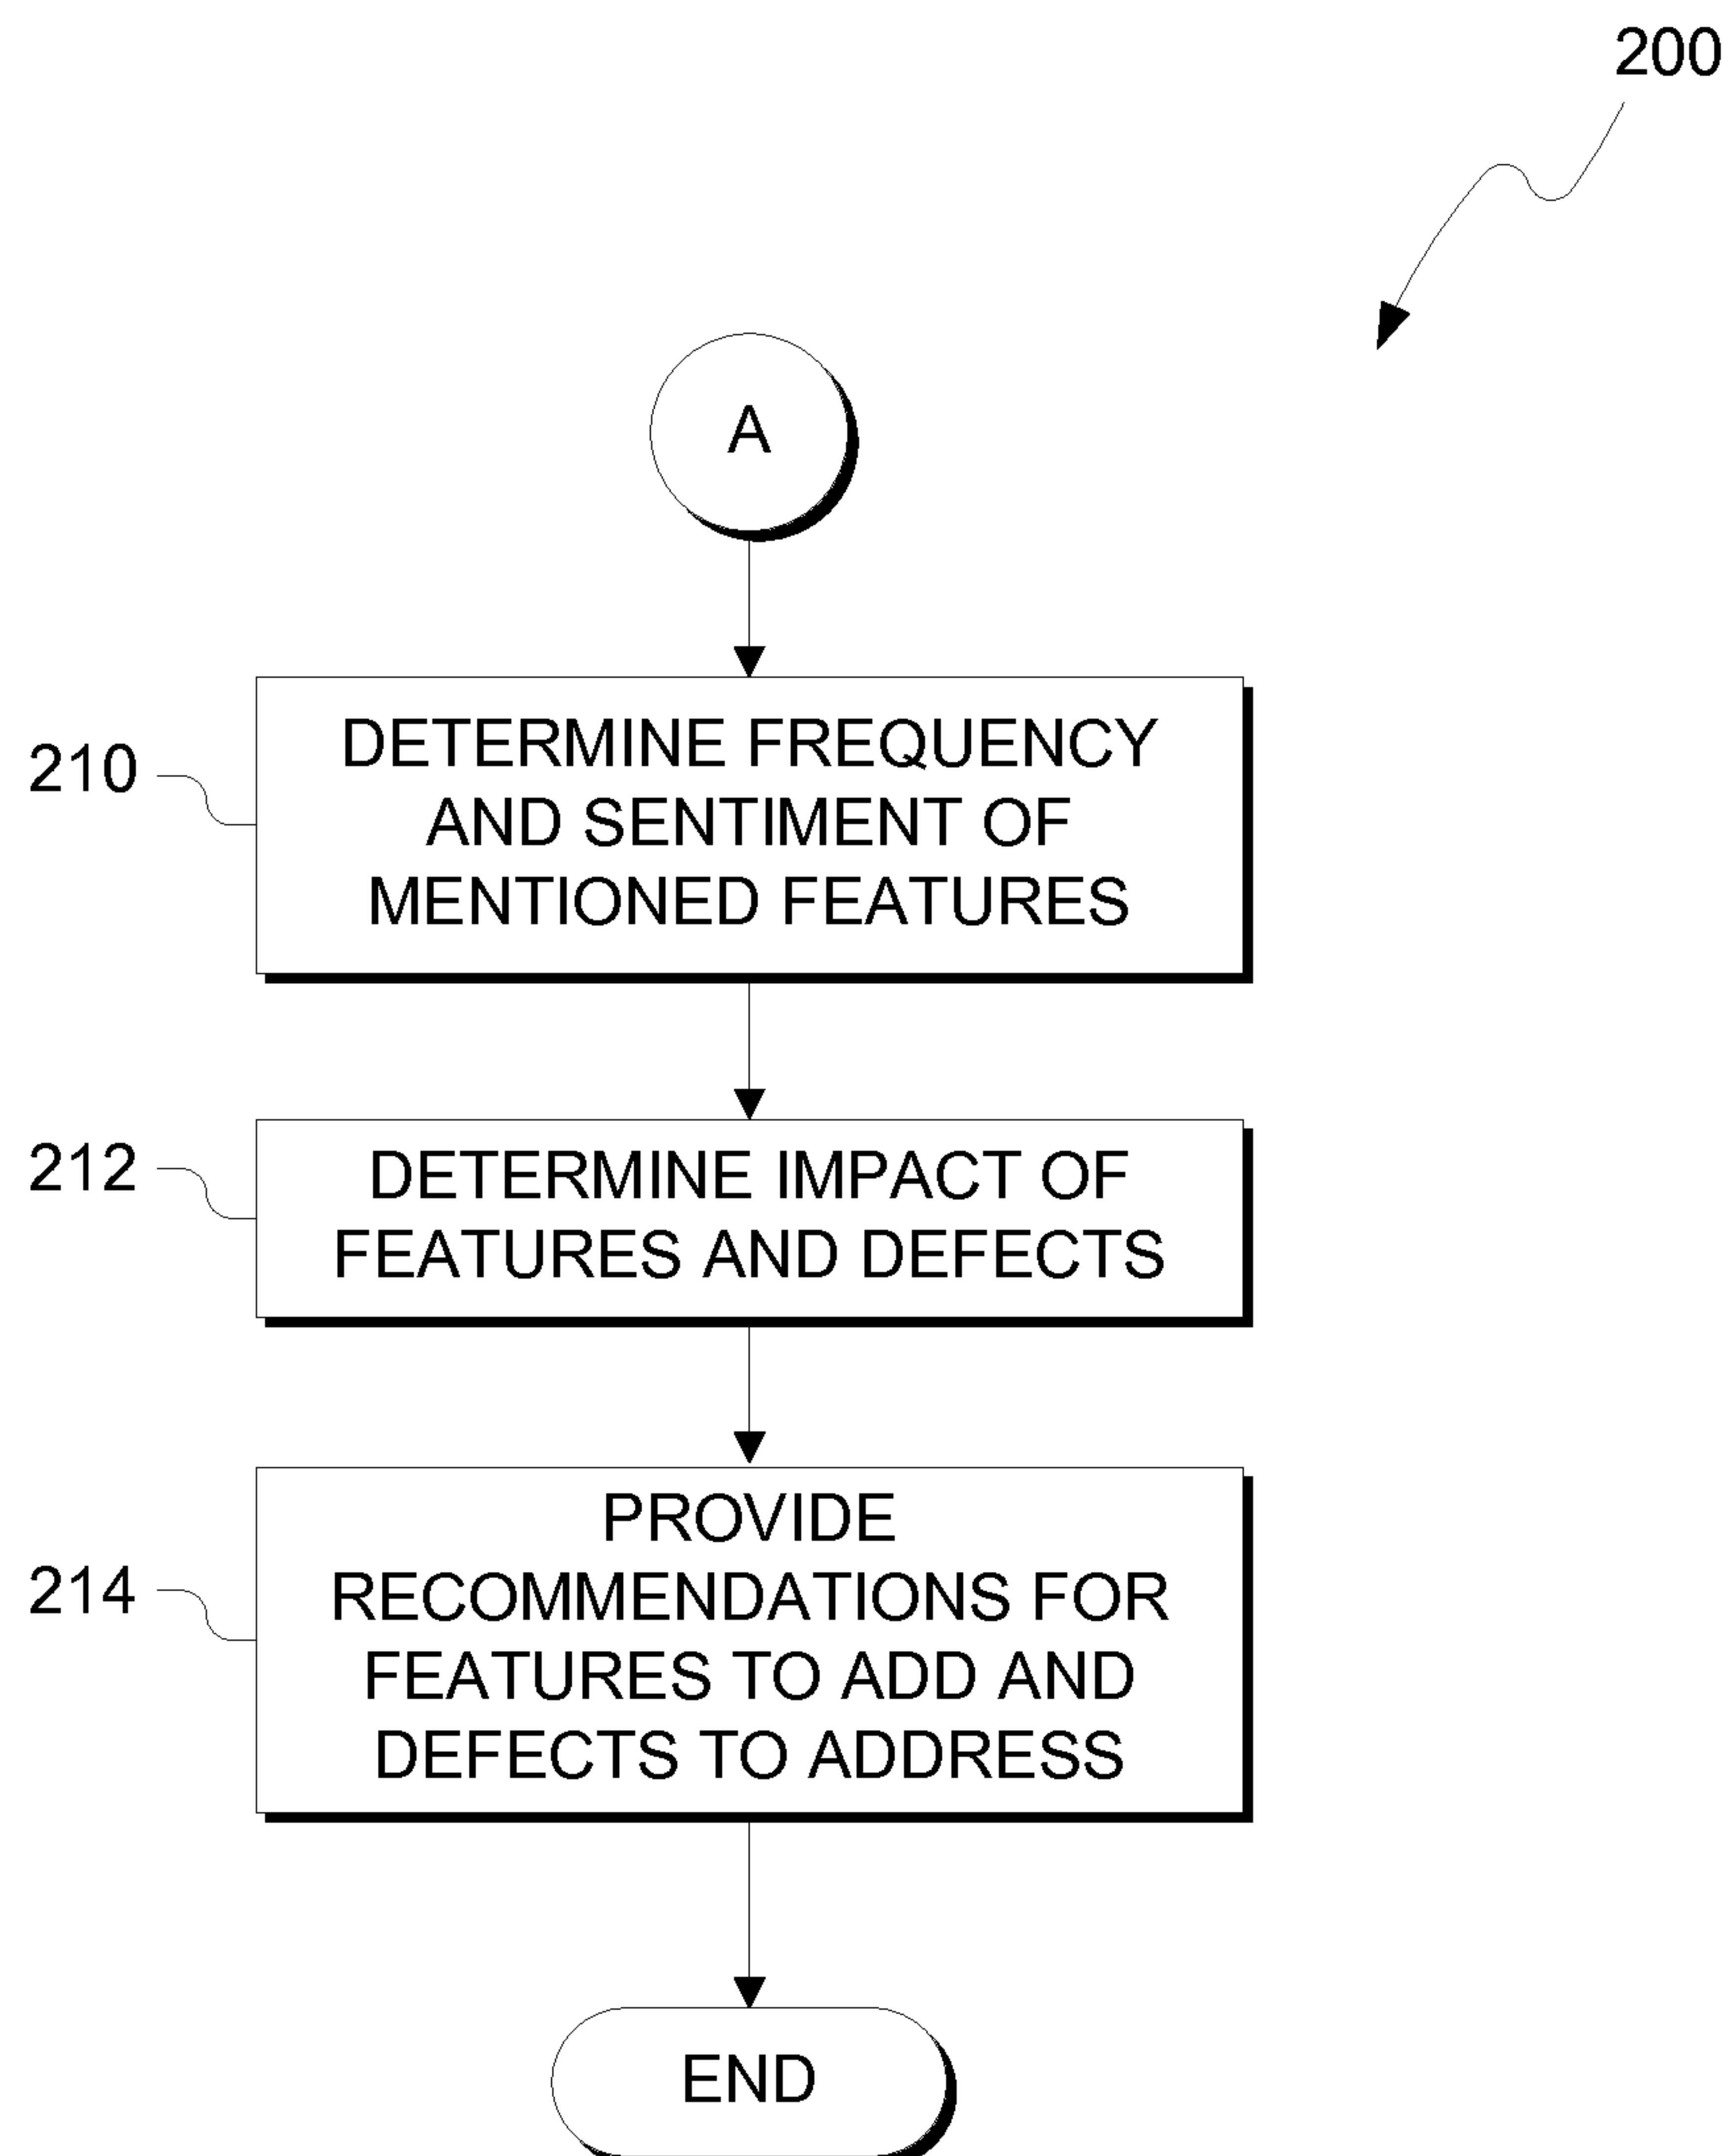 200
A
210
DETERMINE FREQUENCY
AND SENTIMENT OF
MENTIONED FEATURES
212
DETERMINE IMPACT OF
FEATURES AND DEFECTS
214
PROVIDE
RECOMMENDATIONS FOR
FEATURES TO ADD AND
DEFECTS TO ADDRESS
END